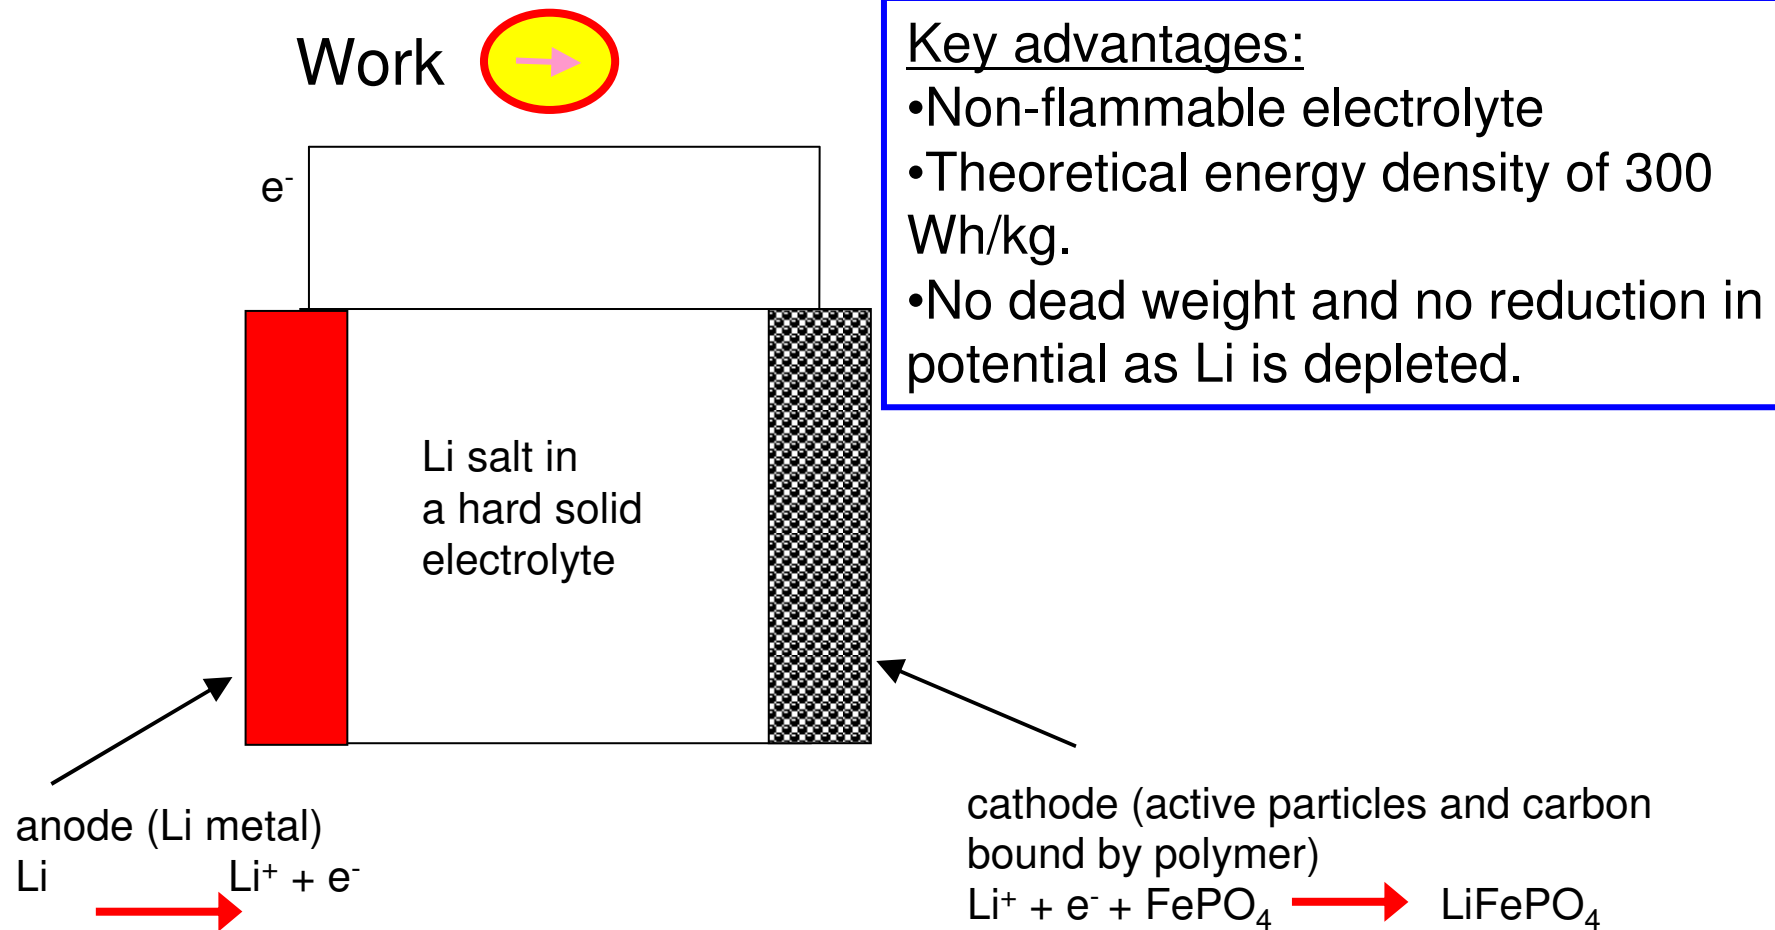 Work
Key advantages:
•Non-flammable electrolyte
•Theoretical energy density of 300
Wh/kg.
•No dead weight and no reduction in
potential as Li is depleted.
e⁻
Li salt in
a hard solid
electrolyte
anode (Li metal)
Li → Li⁺ + e⁻
cathode (active particles and carbon
bound by polymer)
Li⁺ + e⁻ + FePO₄ → LiFePO₄